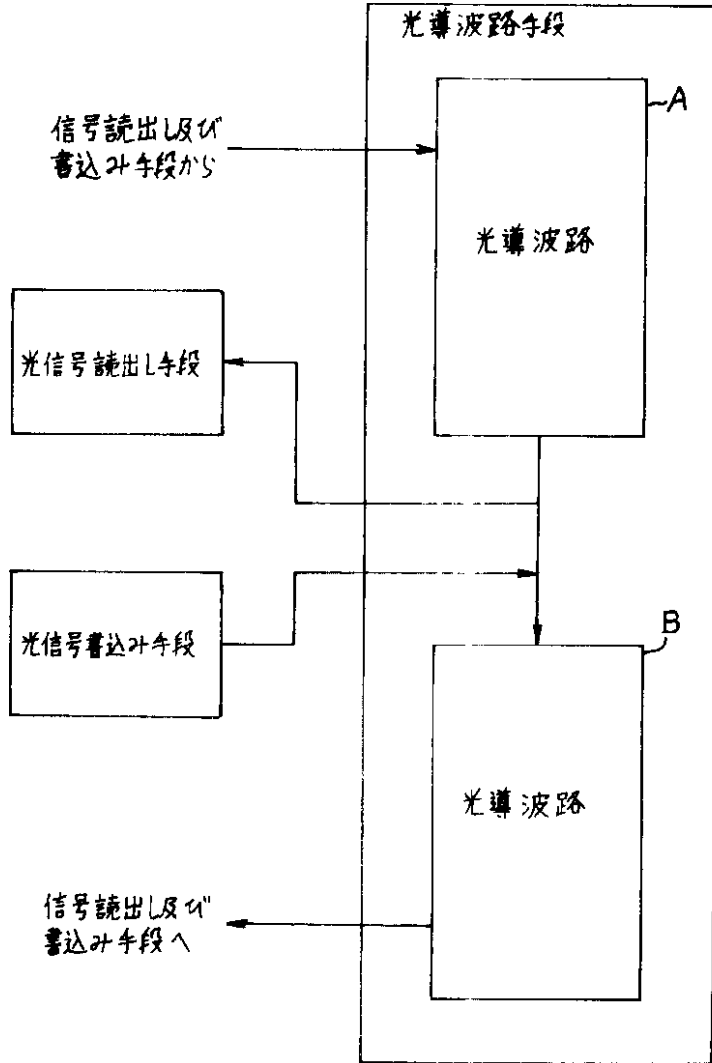 光導波路手段
A
信号読出し及び
書込み手段から
光導波路
光信号読出し手段
光信号書込み手段
B
光導波路
信号読出し及び
書込み手段へ